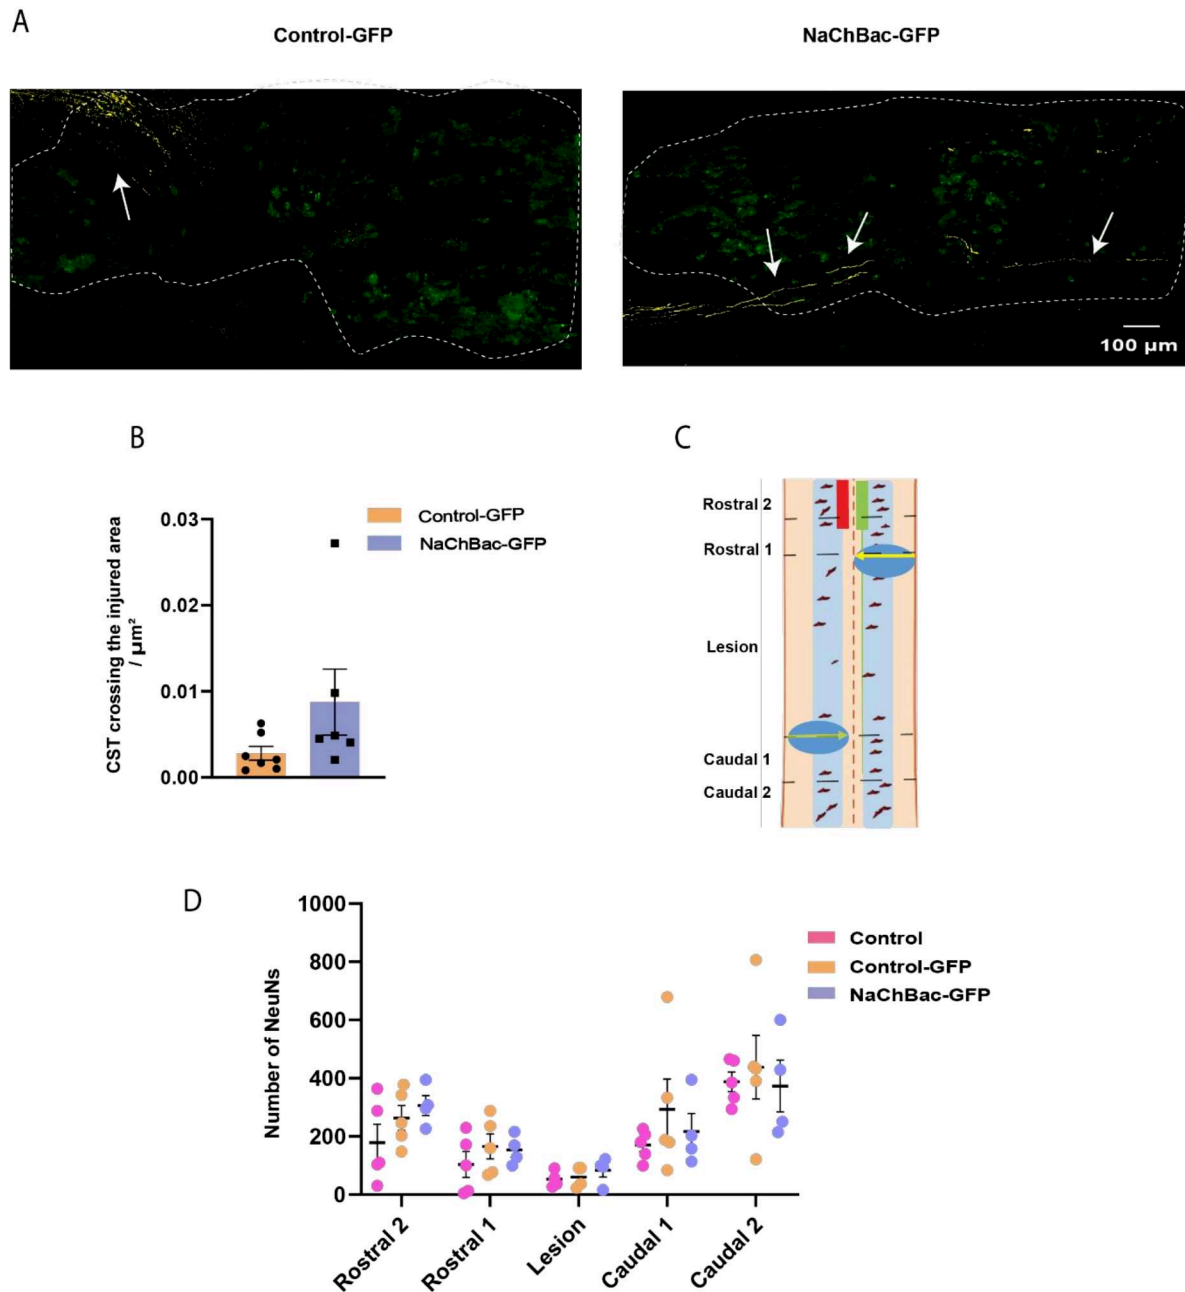 A
Control-GFP
NaChBac-GFP
100 µm
B
CST crossing the injured area
/ µm²
0.03
0.02
0.01
0.00
Control-GFP
NaChBac-GFP
C
Rostral 2
Rostral 1
Lesion
Caudal 1
Caudal 2
D
Number of NeuNs
1000
800
600
400
200
0
Rostral 2
Rostral 1
Lesion
Caudal 1
Caudal 2
Control
Control-GFP
NaChBac-GFP